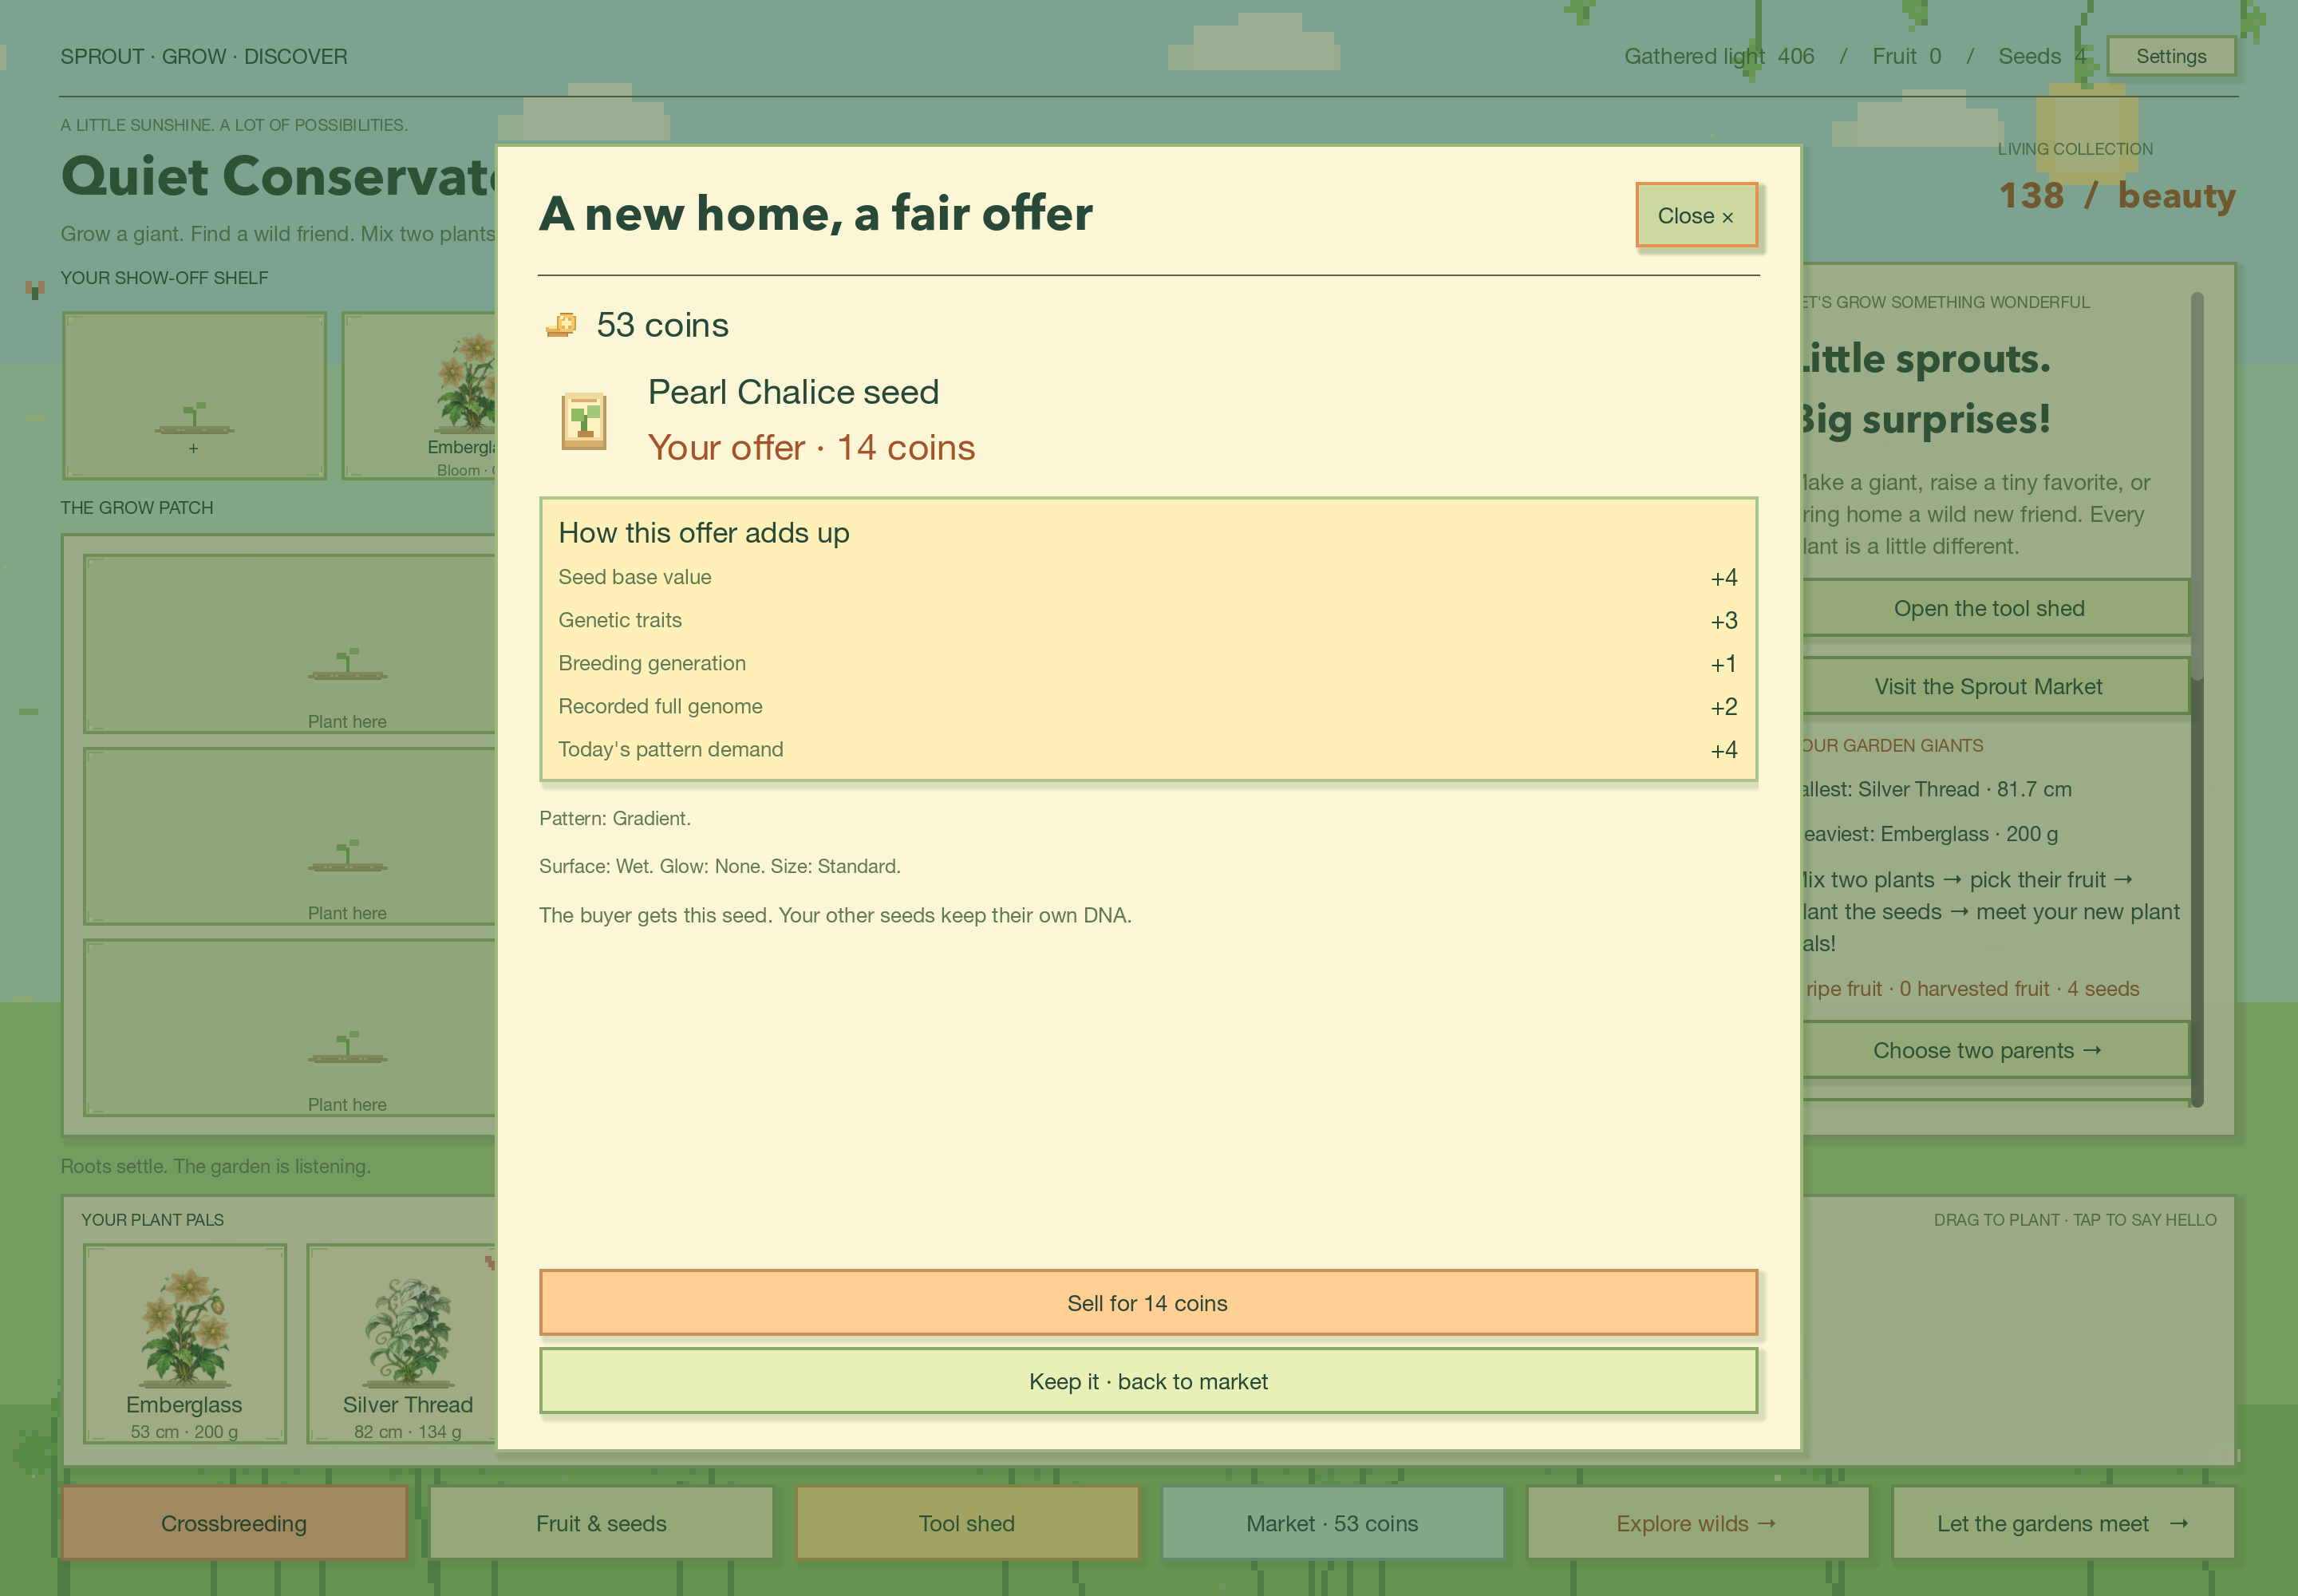 SPROUT · GROW · DISCOVER
Gathered light 406 / Fruit 0 / Seeds 4
Settings
A LITTLE SUNSHINE. A LOT OF POSSIBILITIES.
Quiet Conservat
Grow a giant. Find a wild friend. Mix two plants
LIVING COLLECTION
138 / beauty
YOUR SHOW-OFF SHELF
+
Embergl
Bloom ·
THE GROW PATCH
Plant here
Plant here
Plant here
Roots settle. The garden is listening.
A new home, a fair offer
Close ×
53 coins
Pearl Chalice seed
Your offer · 14 coins
How this offer adds up
Seed base value +4
Genetic traits +3
Breeding generation +1
Recorded full genome +2
Today's pattern demand +4
Pattern: Gradient.
Surface: Wet. Glow: None. Size: Standard.
The buyer gets this seed. Your other seeds keep their own DNA.
Sell for 14 coins
Keep it · back to market
ET'S GROW SOMETHING WONDERFUL
Little sprouts.
Big surprises!
ake a giant, raise a tiny favorite, or
ring home a wild new friend. Every
lant is a little different.
Open the tool shed
Visit the Sprout Market
OUR GARDEN GIANTS
allest: Silver Thread · 81.7 cm
eaviest: Emberglass · 200 g
ix two plants → pick their fruit →
lant the seeds → meet your new plant
als!
ripe fruit · 0 harvested fruit · 4 seeds
Choose two parents →
YOUR PLANT PALS
DRAG TO PLANT · TAP TO SAY HELLO
Emberglass
53 cm · 200 g
Silver Thread
82 cm · 134 g
Crossbreeding
Fruit & seeds
Tool shed
Market · 53 coins
Explore wilds →
Let the gardens meet →